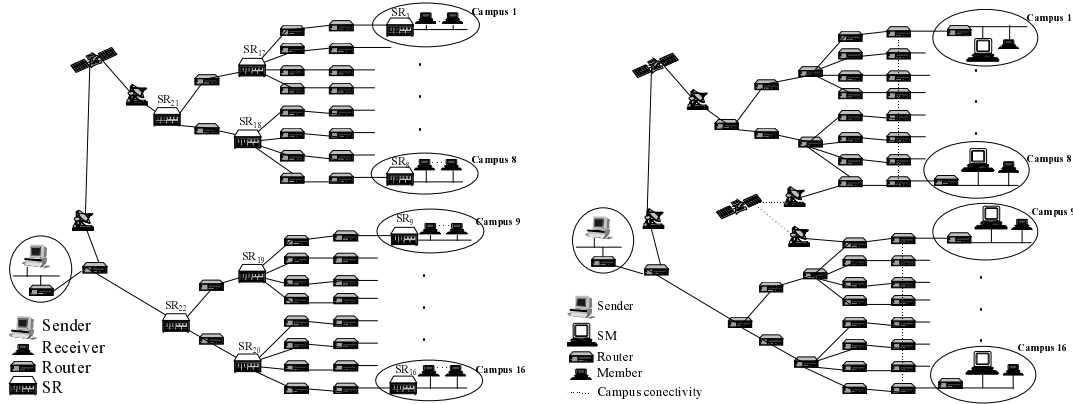 SR1
Campus 1
SR17
SR21
SR18
SR8
Campus 8
SR9
Campus 9
SR19
SR22
SR20
SR16
Campus 16
Sender
Receiver
Router
SR
Campus 1
Campus 8
Campus 9
Campus 16
Sender
SM
Router
Member
Campus conectivity